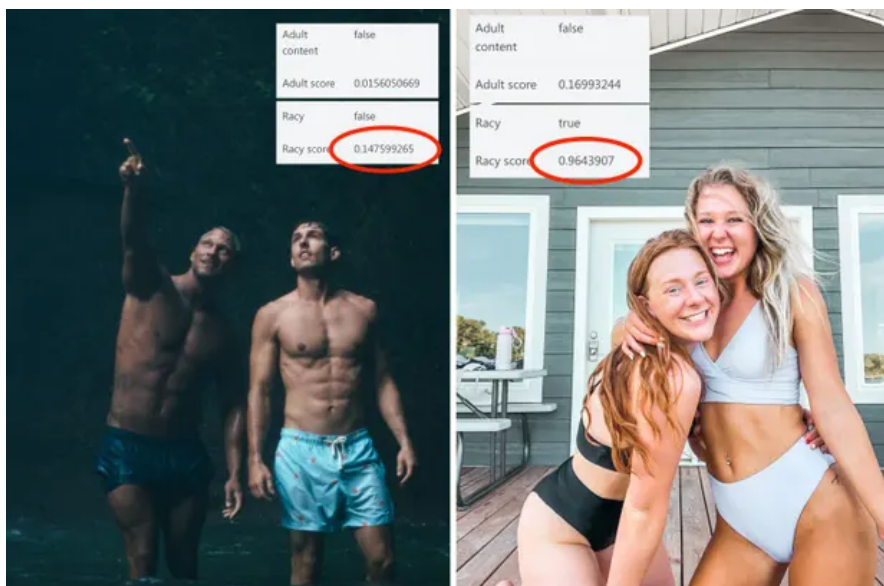 Adult content false
Adult score 0.0156050669
Racy false
Racy score 0.147599265
Adult content false
Adult score 0.16993244
Racy true
Racy score 0.9643907